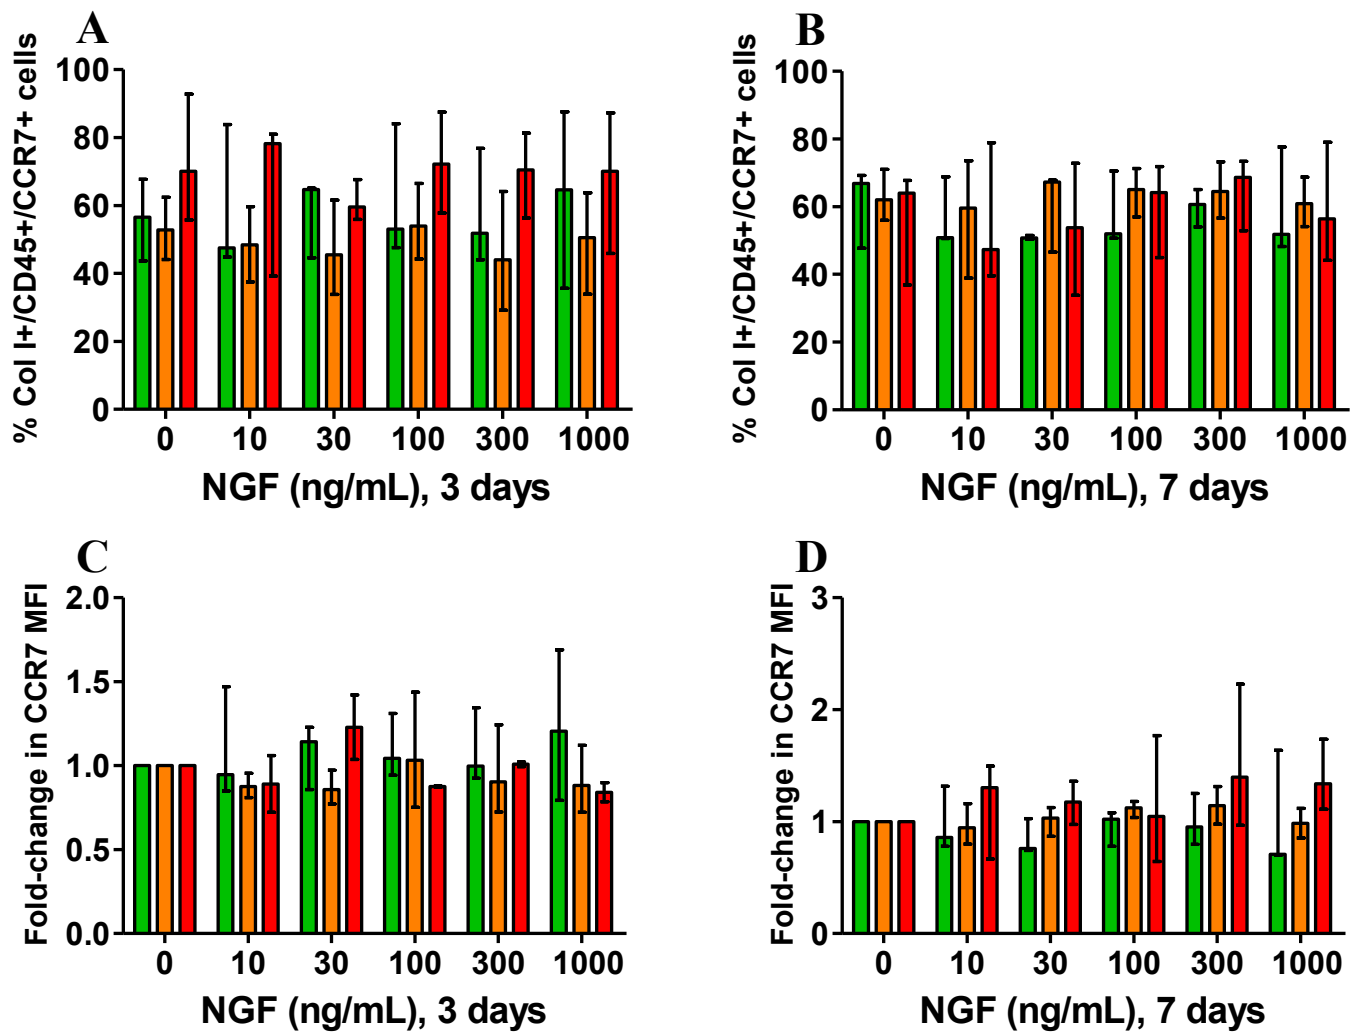 A
% Col I+/CD45+/CCR7+ cells
100
80
60
40
20
0
0 10 30 100 300 1000
NGF (ng/mL), 3 days
B
% Col I+/CD45+/CCR7+ cells
100
80
60
40
20
0
0 10 30 100 300 1000
NGF (ng/mL), 7 days
C
Fold-change in CCR7 MFI
2.0
1.5
1.0
0.5
0.0
0 10 30 100 300 1000
NGF (ng/mL), 3 days
D
Fold-change in CCR7 MFI
3
2
1
0
0 10 30 100 300 1000
NGF (ng/mL), 7 days